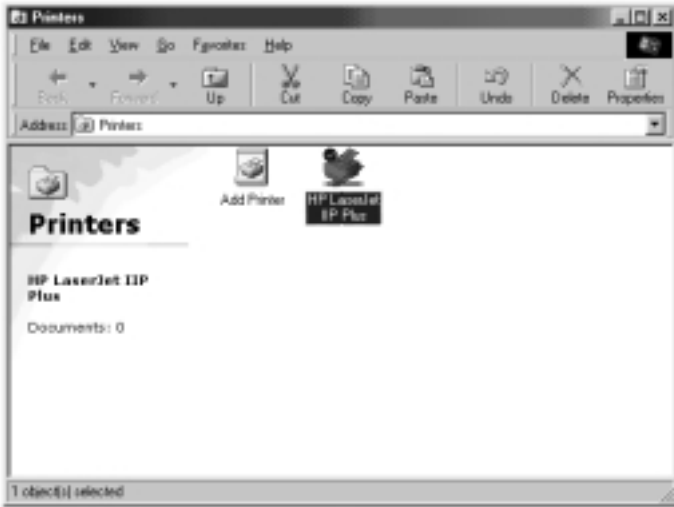 Printers
File Edit View Go Favorites Help
Back Forward Up Cut Copy Paste Undo Delete Properties
Address Printers
Add Printer
HP LaserJet
IIP Plus
Printers
HP LaserJet IIP
Plus
Documents: 0
1 object(s) selected